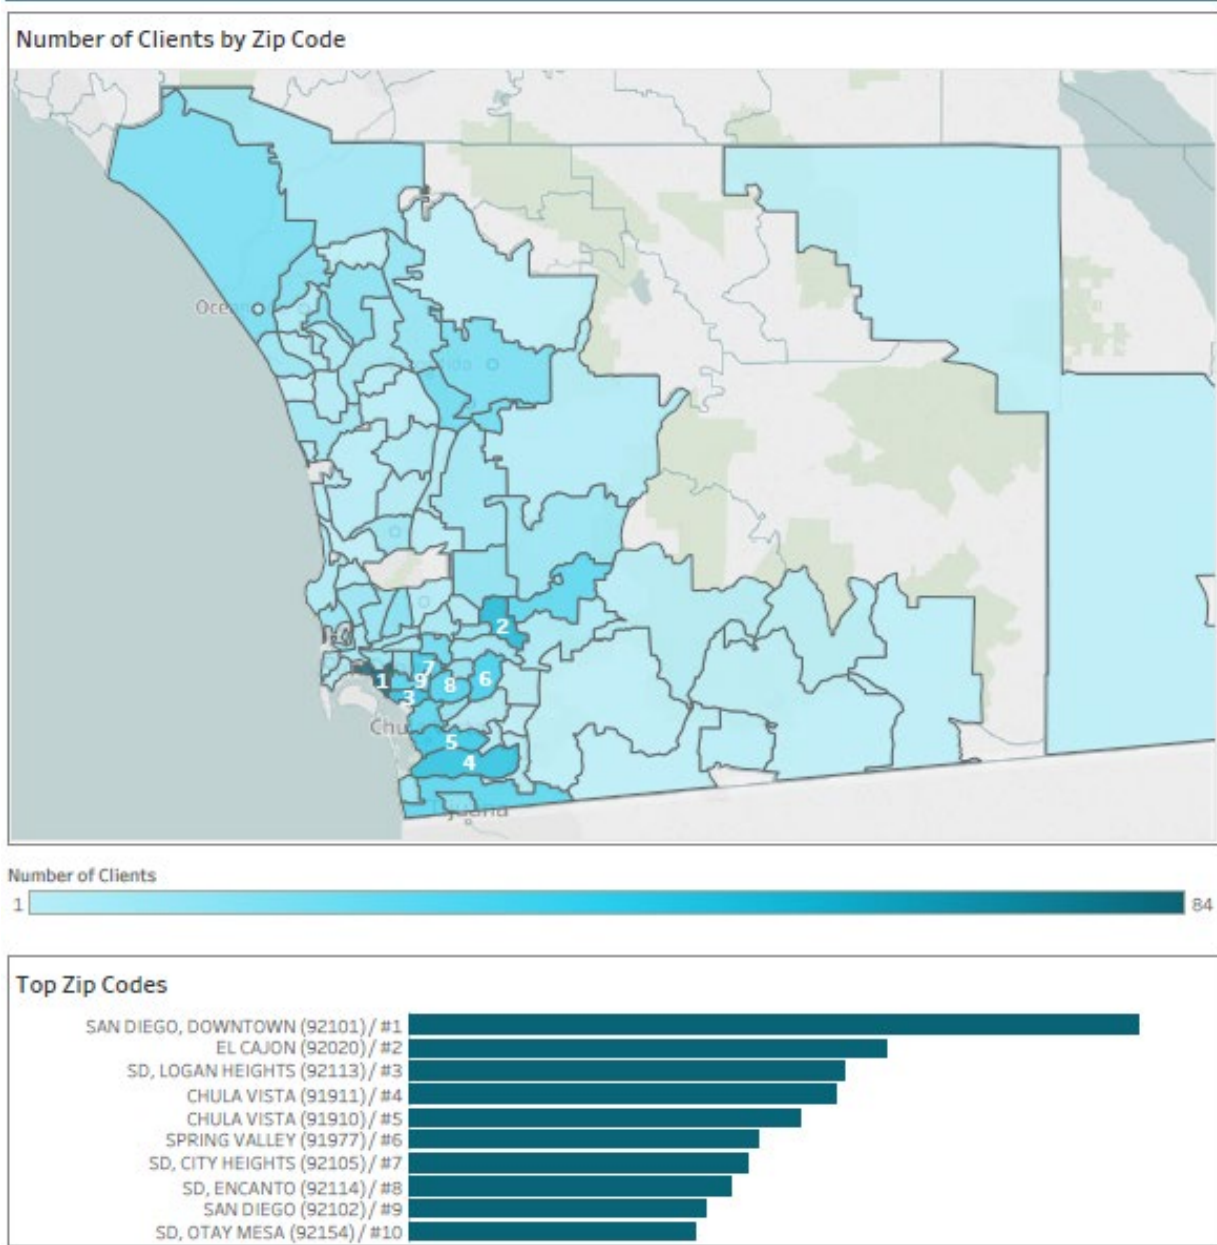 Number of Clients by Zip Code
2
1
7
9
8
6
3
Chu
5
4
Number of Clients
1
84
Top Zip Codes
SAN DIEGO, DOWNTOWN (92101) / #1
EL CAJON (92020) / #2
SD, LOGAN HEIGHTS (92113) / #3
CHULA VISTA (91911) / #4
CHULA VISTA (91910) / #5
SPRING VALLEY (91977) / #6
SD, CITY HEIGHTS (92105) / #7
SD, ENCANTO (92114) / #8
SAN DIEGO (92102) / #9
SD, OTAY MESA (92154) / #10